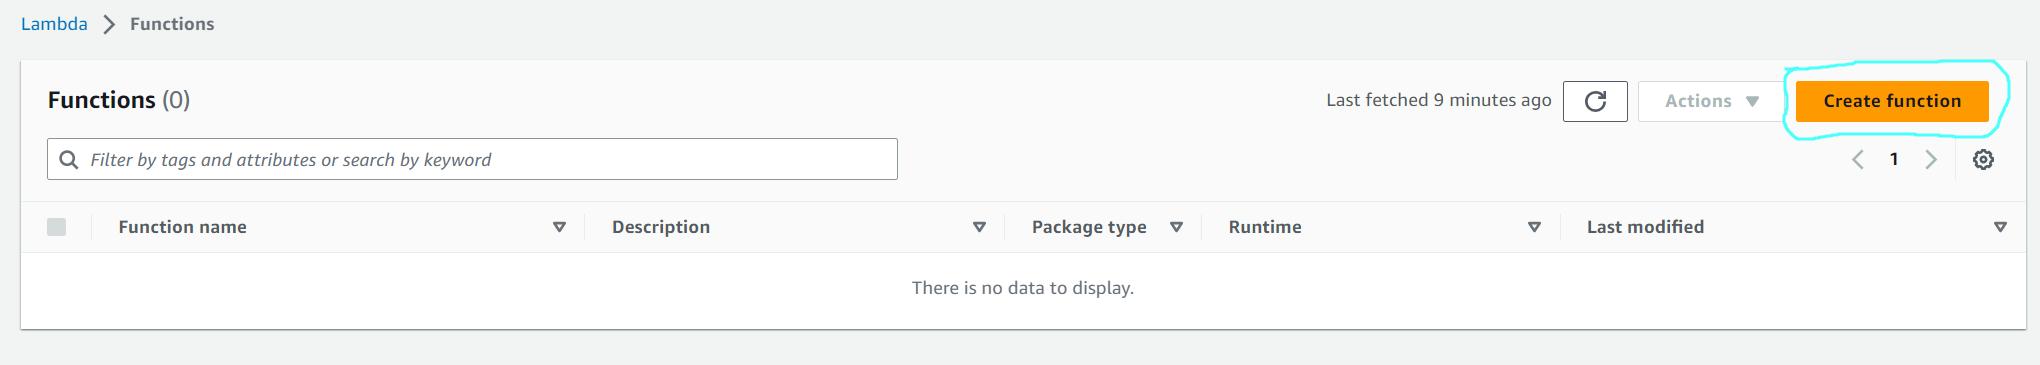 Lambda > Functions
Functions (0)
Last fetched 9 minutes ago Actions Create function
Filter by tags and attributes or search by keyword
1
Function name Description Package type Runtime Last modified
There is no data to display.